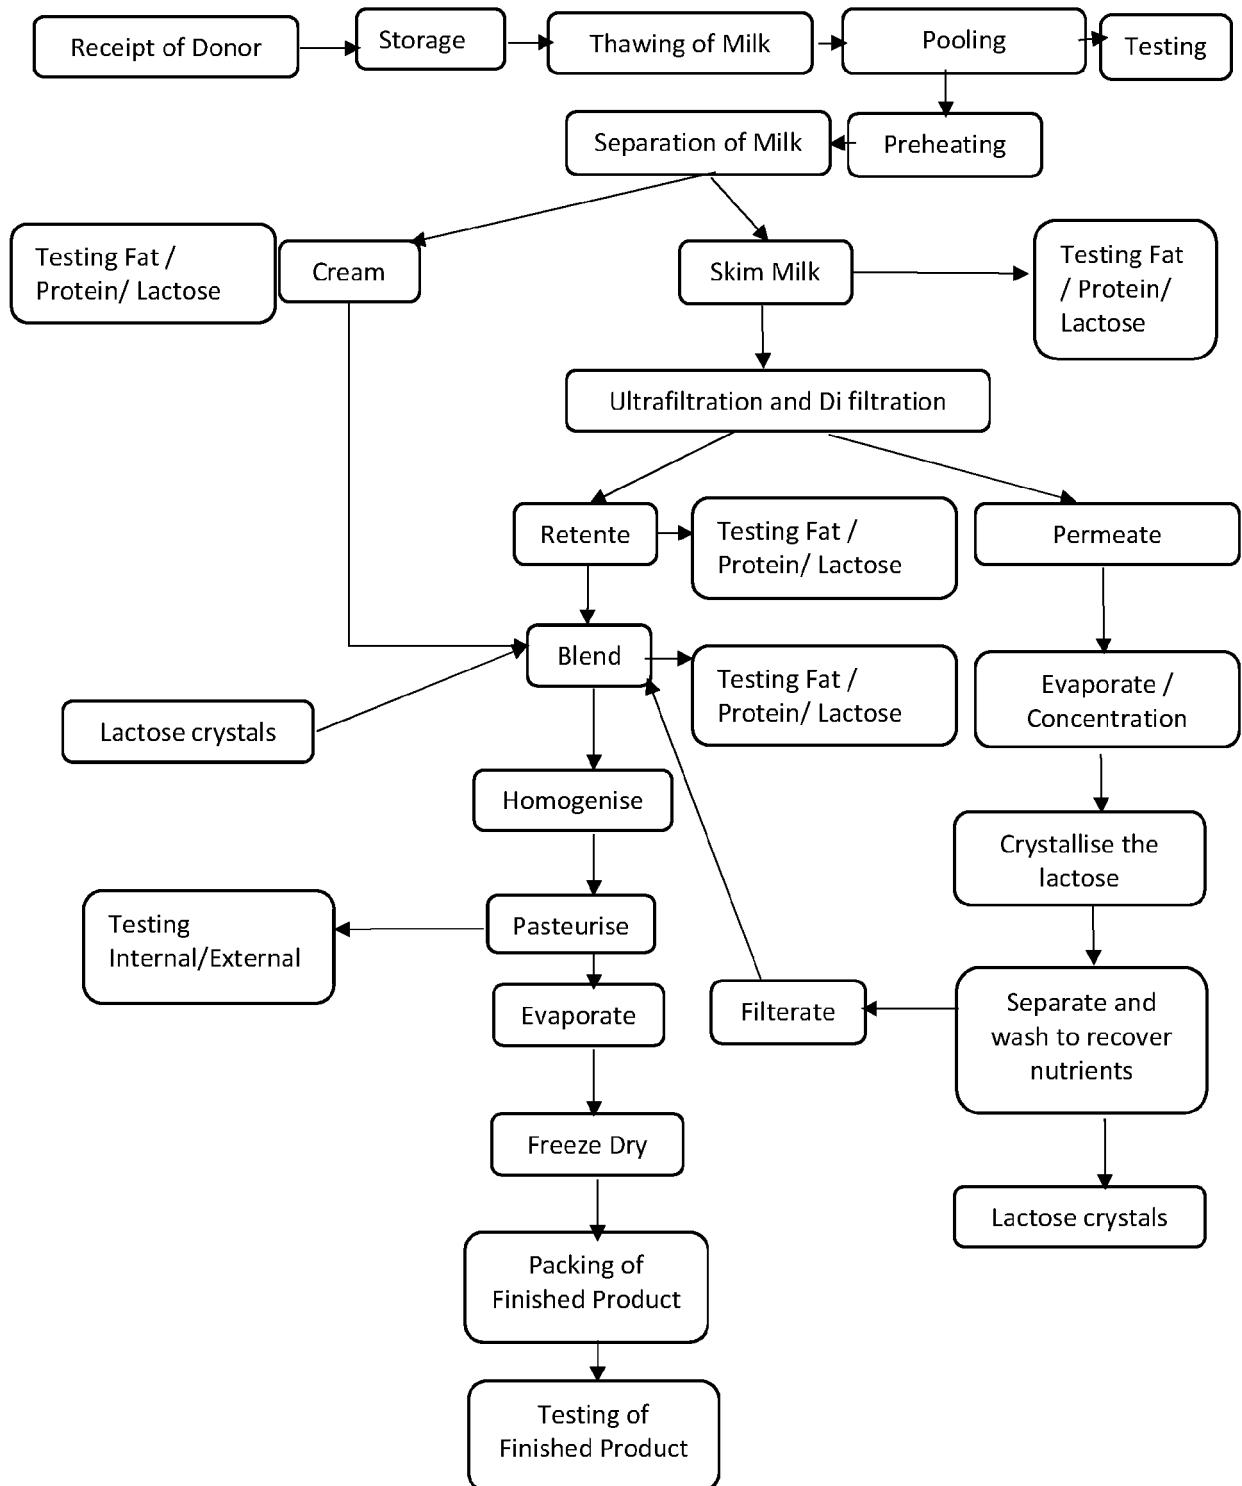 Receipt of Donor
Storage
Thawing of Milk
Pooling
Testing
Separation of Milk
Preheating
Testing Fat /
Protein/ Lactose
Cream
Skim Milk
Testing Fat
/ Protein/
Lactose
Ultrafiltration and Di filtration
Retente
Testing Fat /
Protein/ Lactose
Permeate
Blend
Testing Fat /
Protein/ Lactose
Evaporate /
Concentration
Lactose crystals
Homogenise
Crystallise the
lactose
Testing
Internal/External
Pasteurise
Evaporate
Filterate
Separate and
wash to recover
nutrients
Freeze Dry
Lactose crystals
Packing of
Finished Product
Testing of
Finished Product